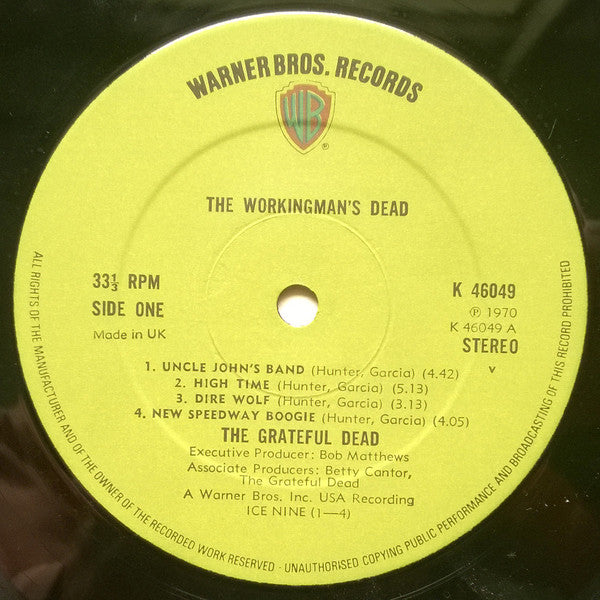 WARNER BROS. RECORDS
WB
®
THE WORKINGMAN'S DEAD
33⅓ RPM
SIDE ONE
Made in UK
K 46049
℗ 1970
K 46049 A
STEREO
V
1. UNCLE JOHN'S BAND (Hunter, Garcia) (4.42)
2. HIGH TIME (Hunter, Garcia) (5.13)
3. DIRE WOLF (Hunter, Garcia) (3.13)
4. NEW SPEEDWAY BOOGIE (Hunter, Garcia) (4.05)
THE GRATEFUL DEAD
Executive Producer: Bob Matthews
Associate Producers: Betty Cantor,
The Grateful Dead
A Warner Bros. Inc. USA Recording
ICE NINE (1—4)
ALL RIGHTS OF THE MANUFACTURER AND OF THE OWNER OF THE RECORDED WORK RESERVED - UNAUTHORISED COPYING PUBLIC PERFORMANCE AND BROADCASTING OF THIS RECORD PROHIBITED